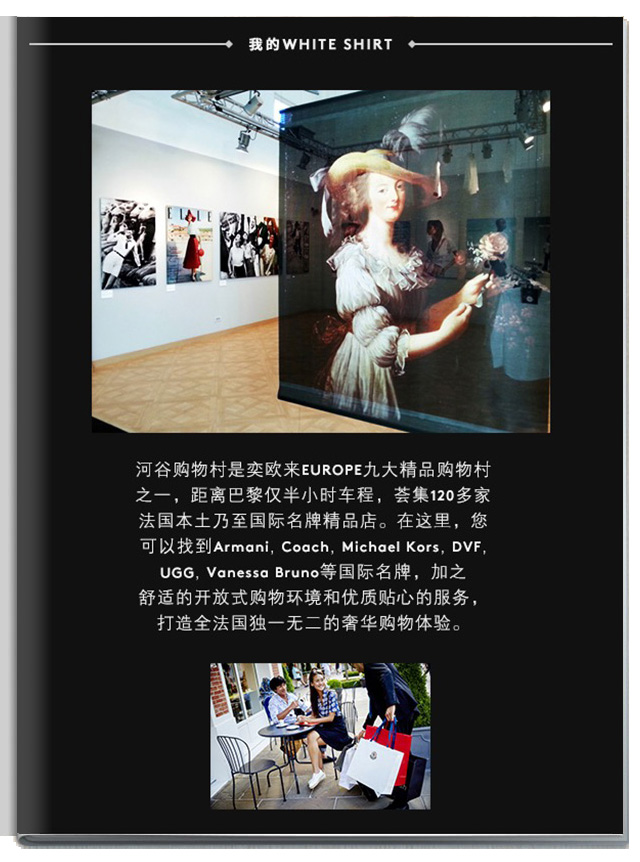 我的WHITE SHIRT
ELLE
河谷购物村是奕欧来EUROPE九大精品购物村
之一，距离巴黎仅半小时车程，荟集120多家
法国本土乃至国际名牌精品店。在这里，您
可以找到Armani, Coach, Michael Kors, DVF,
UGG, Vanessa Bruno等国际名牌，加之
舒适的开放式购物环境和优质贴心的服务，
打造全法国独一无二的奢华购物体验。